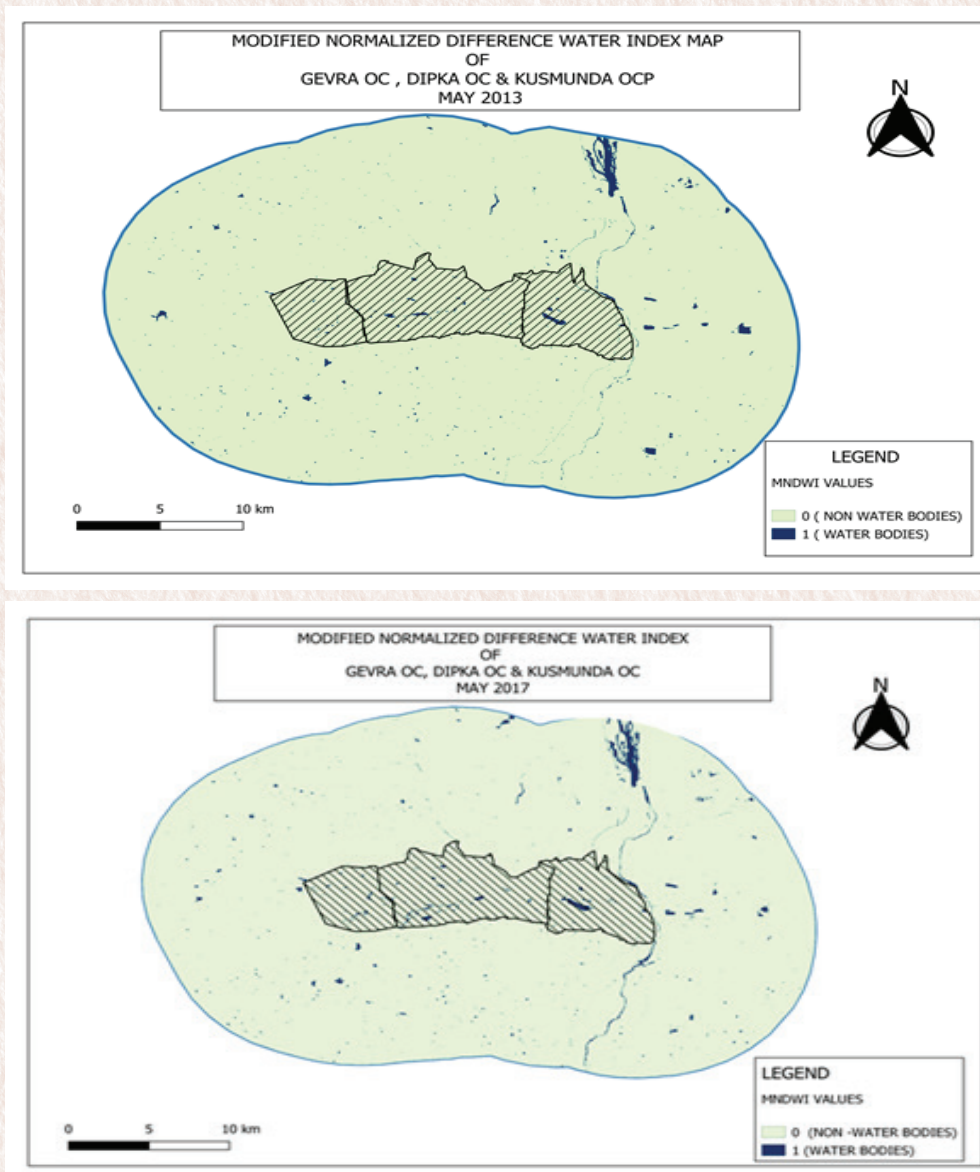 MODIFIED NORMALIZED DIFFERENCE WATER INDEX MAP
OF
GEVRA OC , DIPKA OC & KUSMUNDA OCP
MAY 2013
N
LEGEND
MNDWI VALUES
0 ( NON WATER BODIES)
1 ( WATER BODIES)
0 5 10 km
MODIFIED NORMALIZED DIFFERENCE WATER INDEX
OF
GEVRA OC, DIPKA OC & KUSMUNDA OC
MAY 2017
N
LEGEND
MNDWI VALUES
0 (NON -WATER BODIES)
1 (WATER BODIES)
0 5 10 km